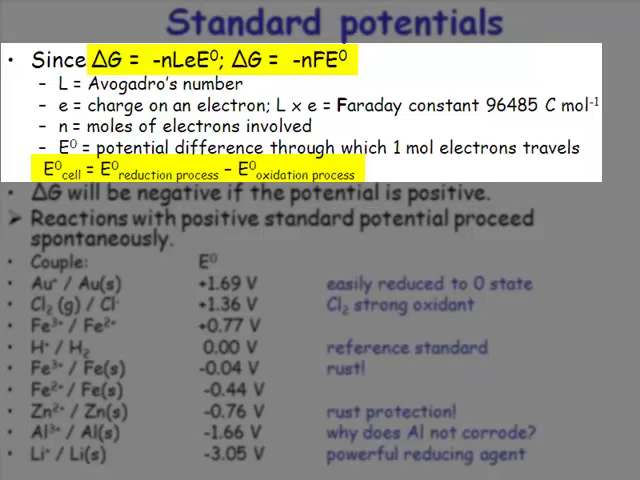 Standard potentials
• Since ΔG = -nLeE⁰; ΔG = -nFE⁰
– L = Avogadro's number
– e = charge on an electron; L x e = Faraday constant 96485 C mol⁻¹
– n = moles of electrons involved
– E⁰ = potential difference through which 1 mol electrons travels
E⁰cell = E⁰reduction process – E⁰oxidation process
• ΔG will be negative if the potential is positive.
➤ Reactions with positive standard potential proceed
spontaneously.
• Couple: E⁰
• Au⁺ / Au(s) +1.69 V easily reduced to 0 state
• Cl₂ (g) / Cl⁻ +1.36 V Cl₂ strong oxidant
• Fe³⁺ / Fe²⁺ +0.77 V
• H⁺ / H₂ 0.00 V reference standard
• Fe³⁺ / Fe(s) -0.04 V rust!
• Fe²⁺ / Fe(s) -0.44 V
• Zn²⁺ / Zn(s) -0.76 V rust protection!
• Al³⁺ / Al(s) -1.66 V why does Al not corrode?
• Li⁺ / Li(s) -3.05 V powerful reducing agent